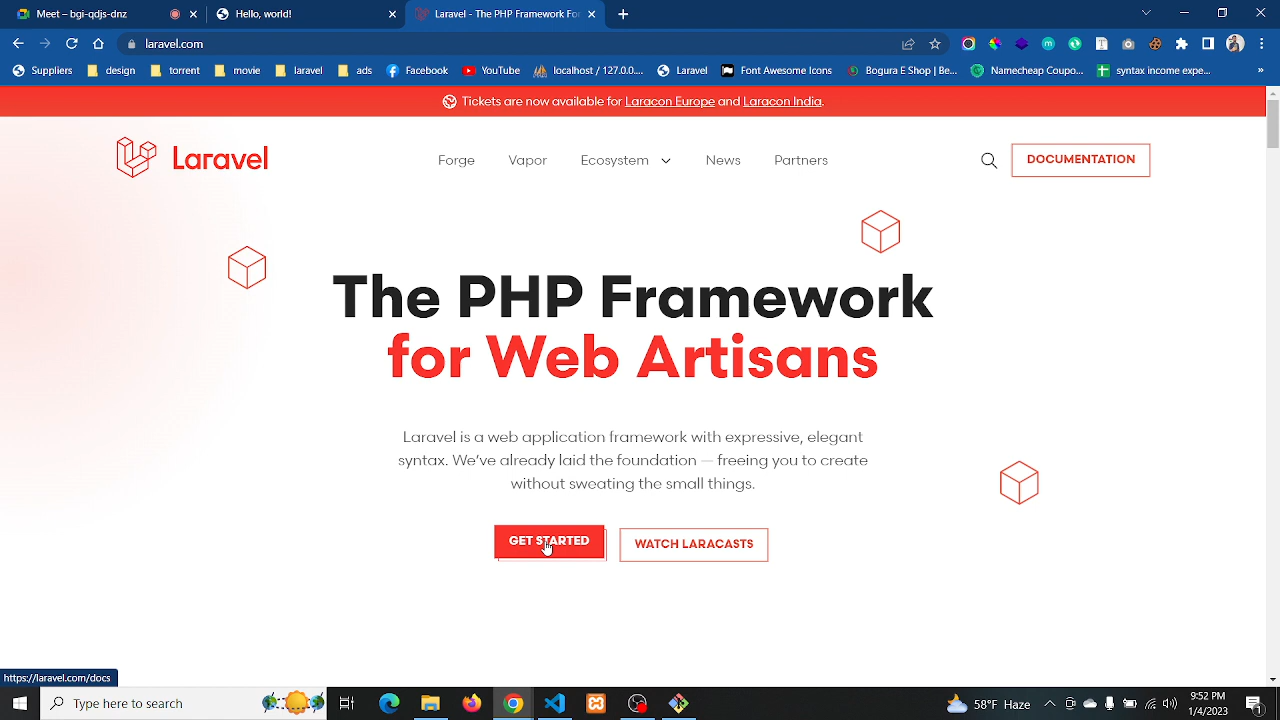 Meet
Hello, world!
Laravel - The PHP Framework For
laravel.com
Suppliers
design
torrent
movie
laravel
ads
Facebook
YouTube
localhost / 127.0....
Laravel
Font Awesome Icons
Bogura E Shop | Be...
Namecheap Coupo...
syntax income expe...
»
Tickets are now available for Laracon Europe and Laracon India.
Laravel
Forge
Vapor
Ecosystem
News
Partners
DOCUMENTATION
The PHP Framework
for Web Artisans
Laravel is a web application framework with expressive, elegant
syntax. We've already laid the foundation — freeing you to create
without sweating the small things.
GET STARTED
WATCH LARACASTS
https://laravel.com/docs
Type here to search
58°F Haze
9:52 PM
1/4/2023